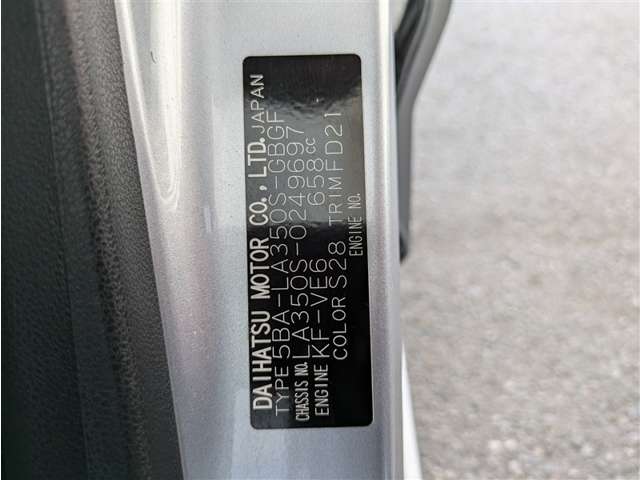 DAIHATSU MOTOR CO., LTD. JAPAN
TYPE 5BA-LA350S-GBGF
CHASSIS NO. LA350S-0249697
ENGINE KF-VE6 658cc
COLOR S28 TRIM FD21
ENGINE NO.